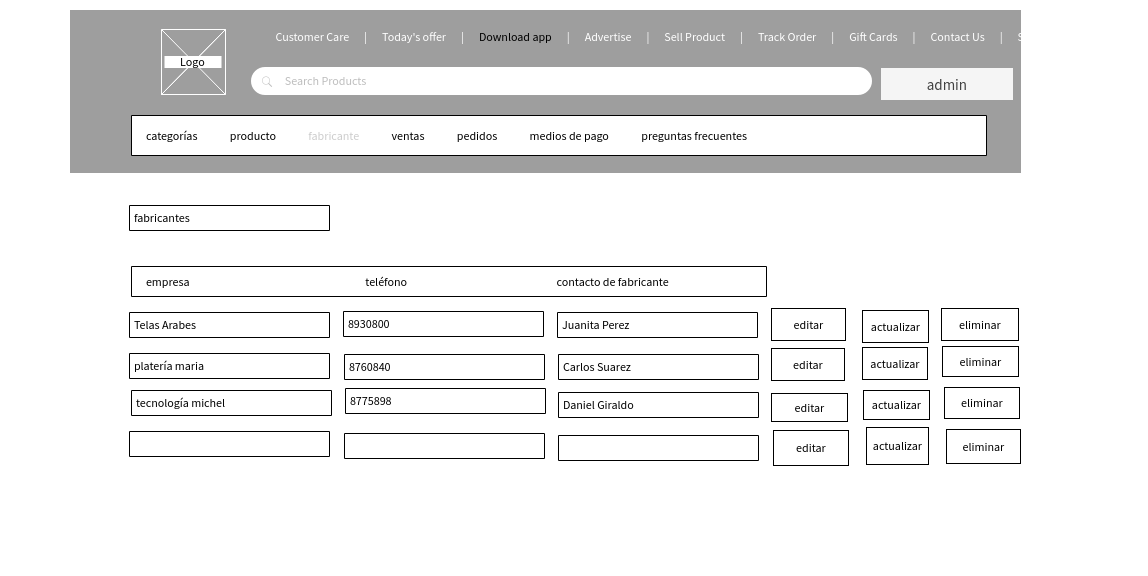 Customer Care | Today's offer | Download app | Advertise | Sell Product | Track Order | Gift Cards | Contact Us | S
Logo
Search Products
admin
categorías producto fabricante ventas pedidos medios de pago preguntas frecuentes
fabricantes
empresa teléfono contacto de fabricante
Telas Arabes 8930800 Juanita Perez editar actualizar eliminar
platería maria 8760840 Carlos Suarez editar actualizar eliminar
tecnología michel 8775898 Daniel Giraldo editar actualizar eliminar
editar actualizar eliminar